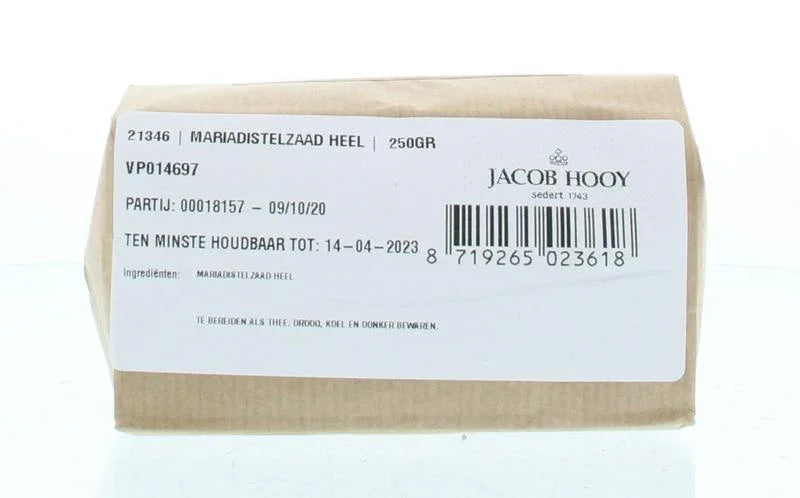 21346 | MARIADISTELZAAD HEEL | 250GR
VP014697
PARTIJ: 00018157 – 09/10/20
TEN MINSTE HOUDBAAR TOT: 14–04–2023
Ingrediënten: MARIADISTELZAAD HEEL
TE BEREIDEN ALS THEE. DROOG, KOEL EN DONKER BEWAREN.
JACOB HOOY
sedert 1743
8 719265 023618